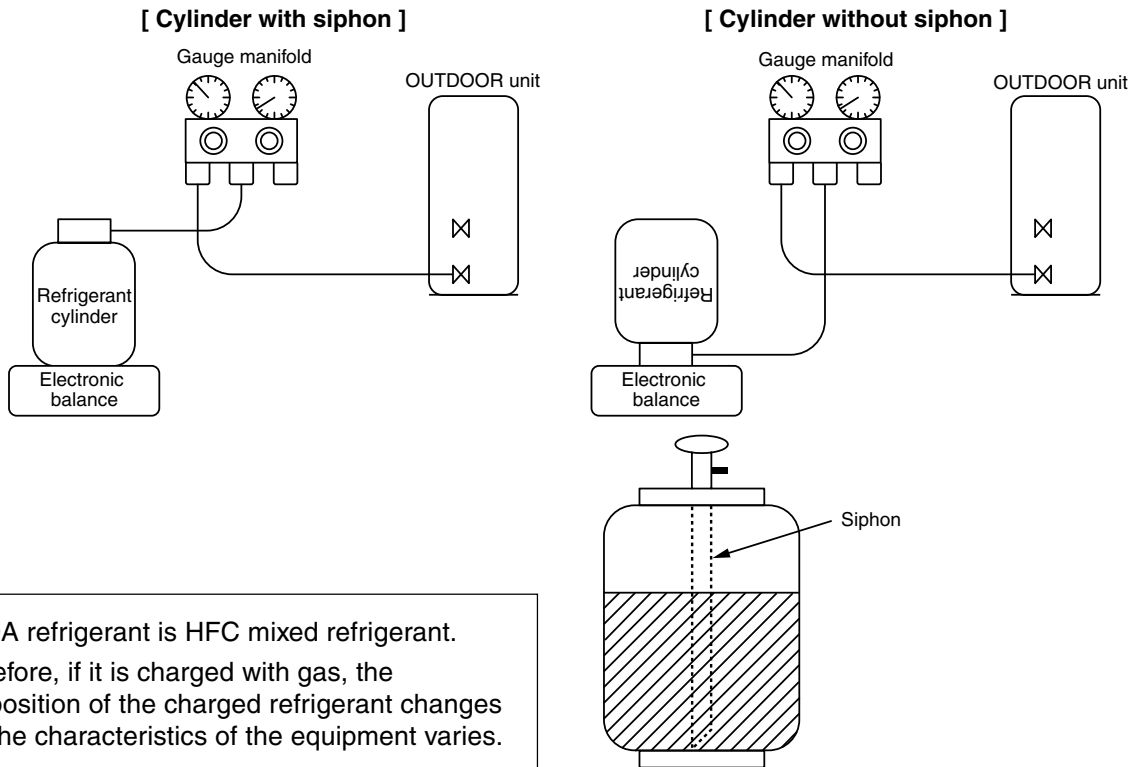 [ Cylinder with siphon ]
Gauge manifold
OUTDOOR unit
Refrigerant
cylinder
Electronic
balance
[ Cylinder without siphon ]
Gauge manifold
OUTDOOR unit
Refrigerant
cylinder
Electronic
balance
Siphon
A refrigerant is HFC mixed refrigerant.
efore, if it is charged with gas, the
position of the charged refrigerant changes
he characteristics of the equipment varies.